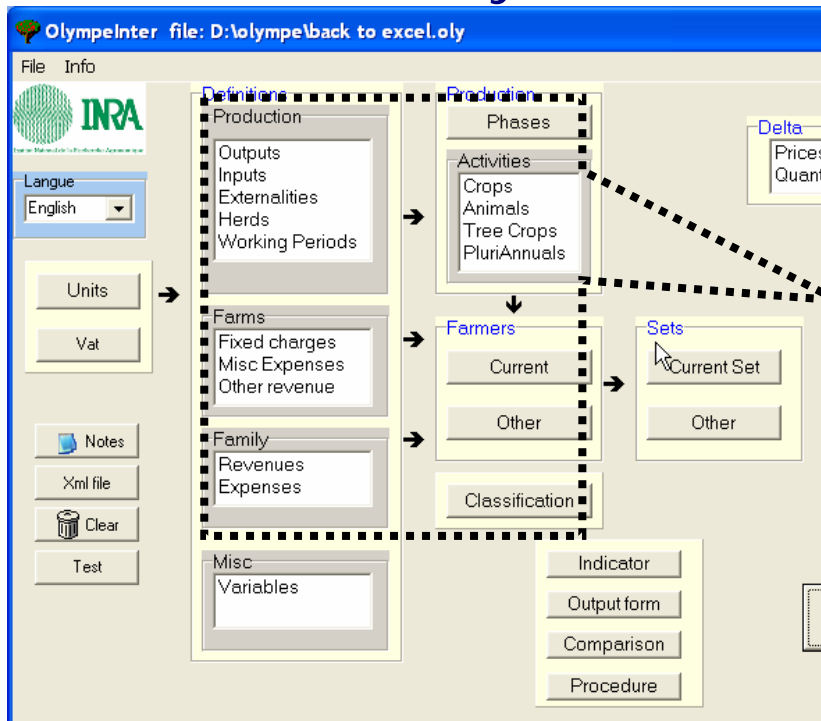 OlympeInter file: D:\olympe\back to excel.oly
File Info
INRA
Langue
English
Units
Vat
Notes
Xml file
Clear
Test
Definitions
Production
Outputs
Inputs
Externalities
Herds
Working Periods
Farms
Fixed charges
Misc Expenses
Other revenue
Family
Revenues
Expenses
Misc
Variables
Production
Phases
Activities
Crops
Animals
Tree Crops
PluriAnnuals
Farmers
Current
Other
Classification
Sets
Current Set
Other
Indicator
Output form
Comparison
Procedure
Delta
Prices
Quant